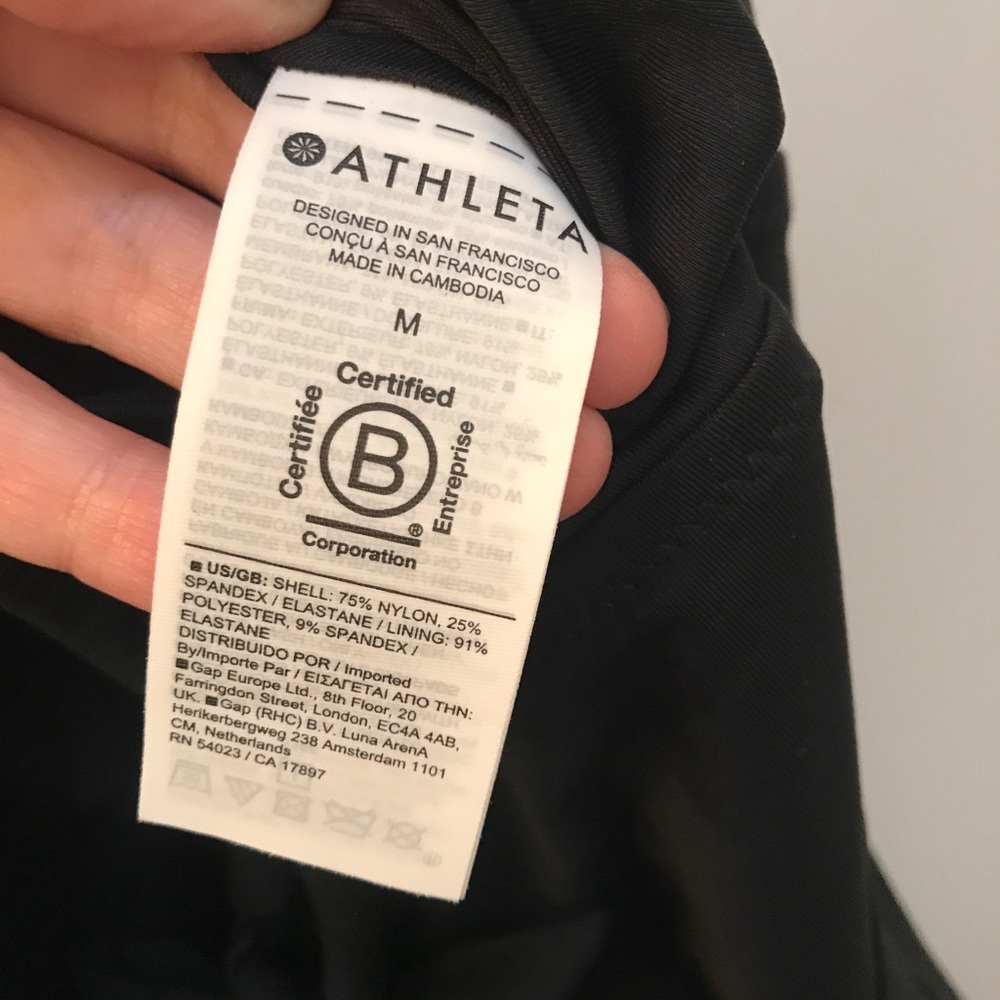 ATHLETA
DESIGNED IN SAN FRANCISCO
CONÇU À SAN FRANCISCO
MADE IN CAMBODIA
M
Certified
Certifiée
B
Entreprise
®
Corporation
US/GB: SHELL: 75% NYLON, 25%
SPANDEX / ELASTANE / LINING: 91%
POLYESTER, 9% SPANDEX /
ELASTANE
DISTRIBUIDO POR / Imported
By/Importe Par / ΕΙΣΑΓΕΤΑΙ ΑΠΟ ΤΗΝ:
Gap Europe Ltd., 8th Floor, 20
Farringdon Street, London, EC4A 4AB,
UK. Gap (RHC) B.V. Luna ArenA
Herikerbergweg 238 Amsterdam 1101
CM, Netherlands
RN 54023 / CA 17897